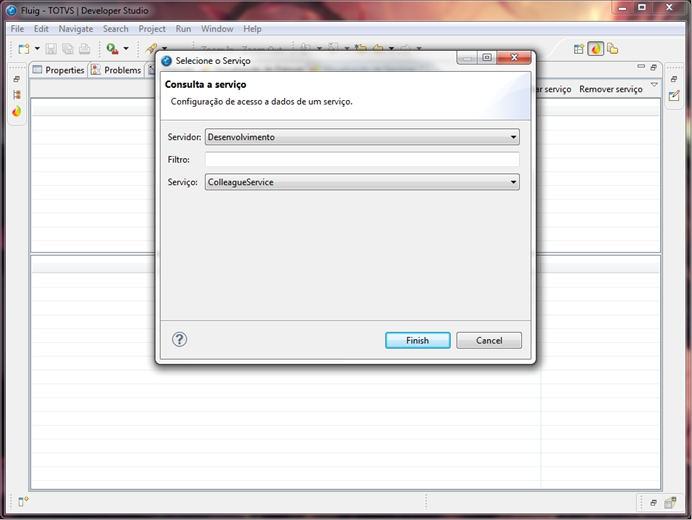 Fluig - TOTVS | Developer Studio
File Edit Navigate Search Project Run Window Help
Selecione o Serviço
Properties Problems
Consulta a serviço
Configuração de acesso a dados de um serviço.
ar serviço Remover serviço
Servidor: Desenvolvimento
Filtro:
Serviço: ColleagueService
Finish Cancel